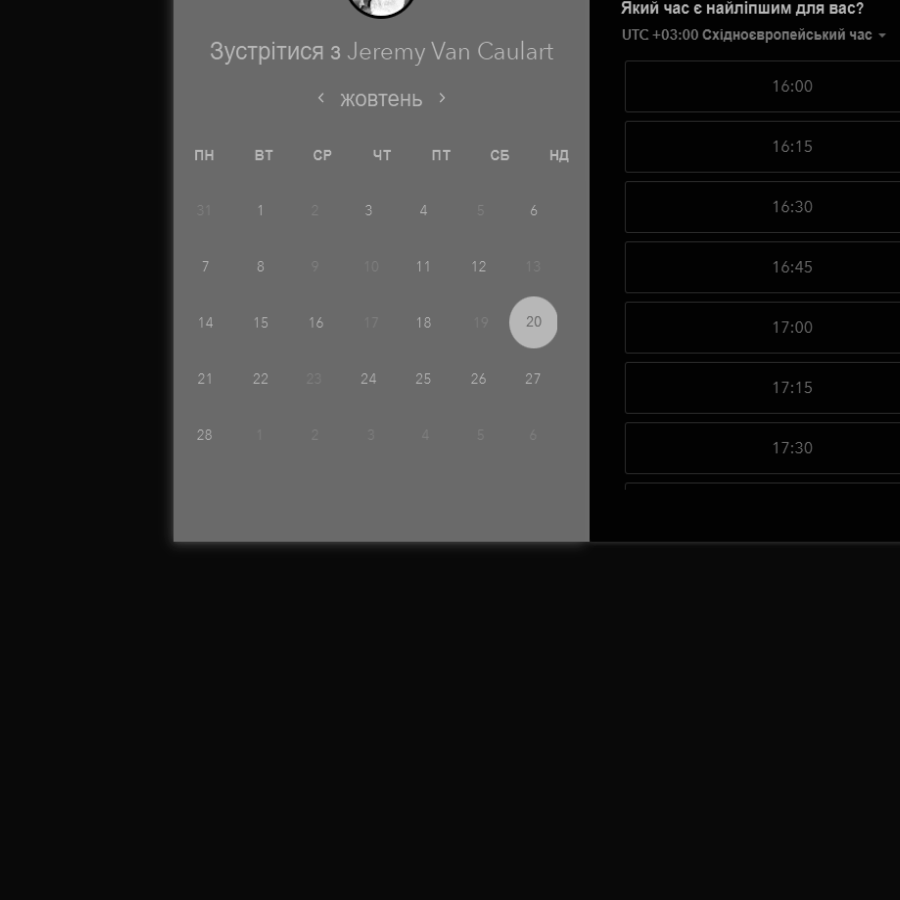 Зустрітися з Jeremy Van Caulart
жовтень
ПН ВТ СР ЧТ ПТ СБ НД
31 1 2 3 4 5 6
7 8 9 10 11 12 13
14 15 16 17 18 19 20
21 22 23 24 25 26 27
28 1 2 3 4 5 6
Який час є найліпшим для вас?
UTC +03:00 Східноєвропейський час
16:00
16:15
16:30
16:45
17:00
17:15
17:30